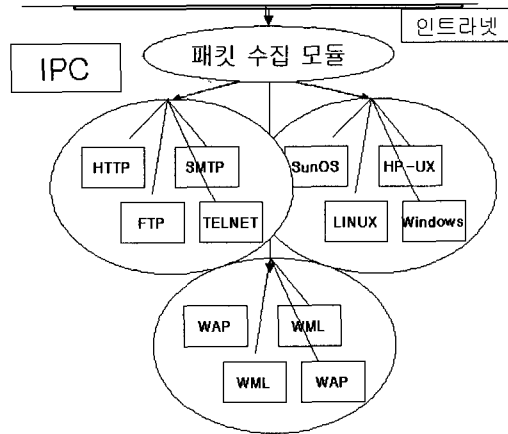 인트라넷
패킷 수집 모듈
IPC
HTTP
SMTP
SunOS
HP-UX
FTP
TELNET
LINUX
Windows
WAP
WML
WML
WAP